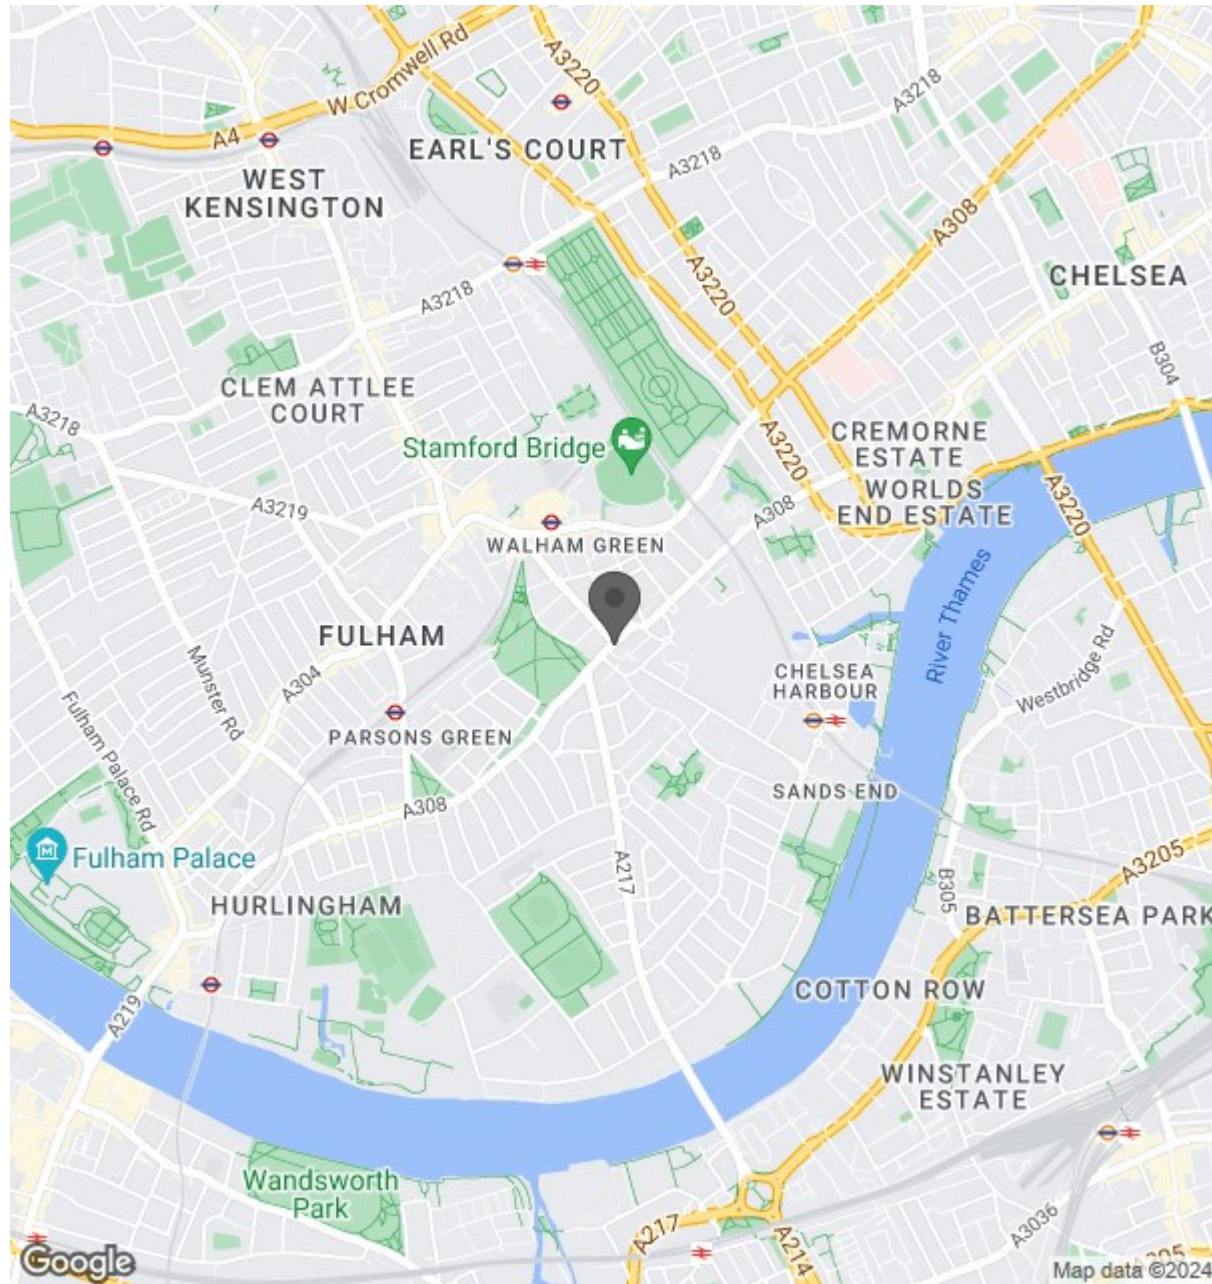 W Cromwell Rd
A3220
A3218
A4
EARL'S COURT
A3218
WEST
KENSINGTON
A308
CHELSEA
A3220
A3218
B304
CLEM ATTLEE
COURT
A3218
Stamford Bridge
A3220
CREMORNE
ESTATE
WORLDS
END ESTATE
A3219
A308
A3220
WALHAM GREEN
River Thames
FULHAM
Munster Rd
A304
CHELSEA
HARBOUR
Westbridge Rd
Fulham Palace Rd
PARSONS GREEN
SANDS END
A308
Fulham Palace
A217
A3205
B305
HURLINGHAM
BATTERSEA PARK
COTTON ROW
A219
WINSTANLEY
ESTATE
Wandsworth
Park
A217
A214
A3036
A205
Google
Map data ©2024